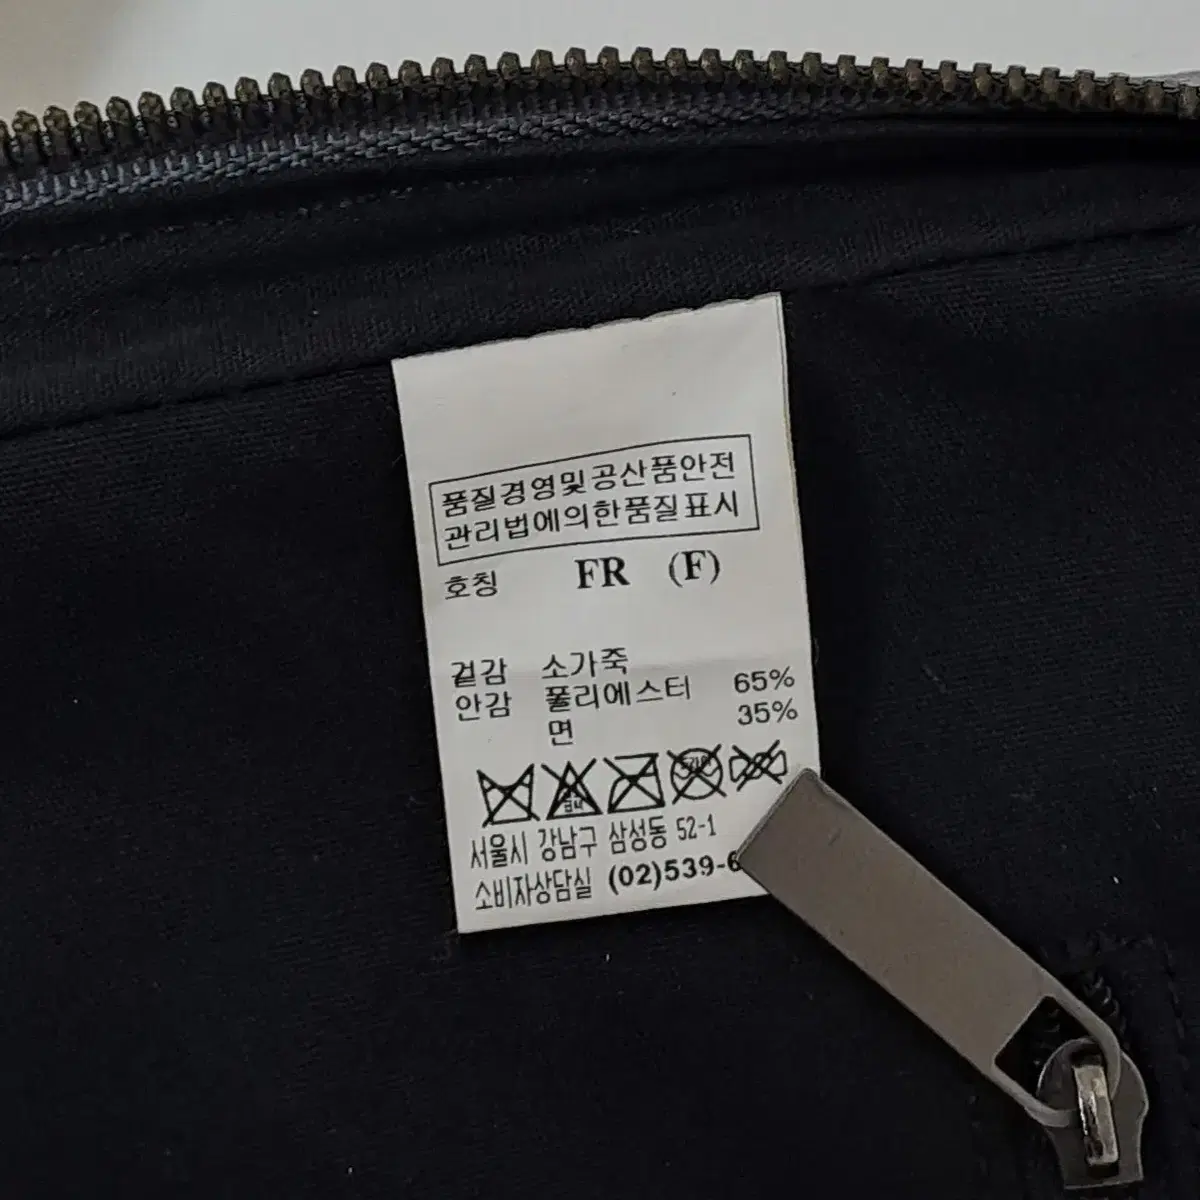 품질경영및공산품안전
관리법에의한품질표시
호칭 FR (F)
겉감 소가죽
안감 폴리에스터 65%
면 35%
서울시 강남구 삼성동 52-1
소비자상담실 (02)539-6